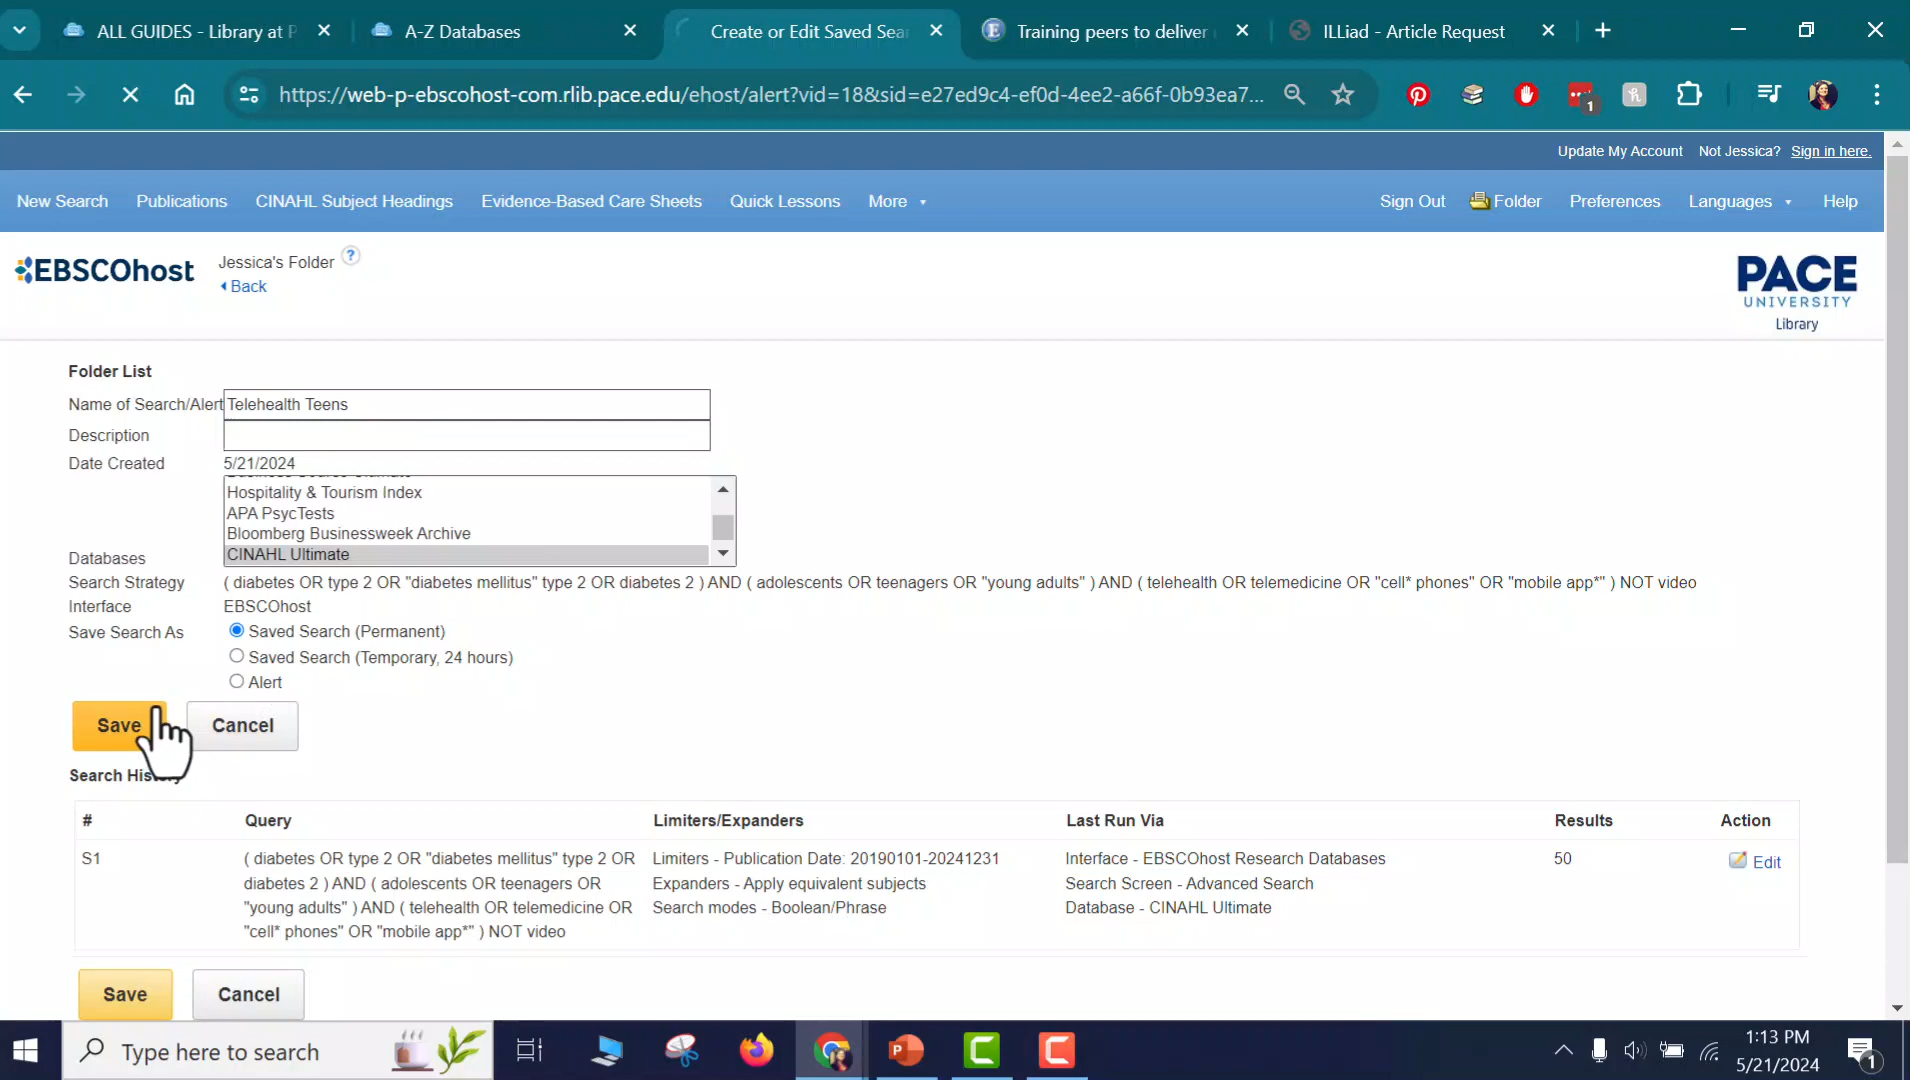 ALL GUIDES - Library at P
A-Z Databases
Create or Edit Saved Sear
Training peers to deliver
ILLiad - Article Request
https://web-p-ebscohost-com.rlib.pace.edu/ehost/alert?vid=18&sid=e27ed9c4-ef0d-4ee2-a66f-0b93ea7...
1
Update My Account Not Jessica? Sign in here.
New Search Publications CINAHL Subject Headings Evidence-Based Care Sheets Quick Lessons More Sign Out Folder Preferences Languages Help
EBSCOhost
Jessica's Folder ?
Back
PACE
UNIVERSITY
Library
Folder List
Name of Search/Alert Telehealth Teens
Description
Date Created 5/21/2024
Hospitality & Tourism Index
APA PsycTests
Bloomberg Businessweek Archive
Databases CINAHL Ultimate
Search Strategy ( diabetes OR type 2 OR "diabetes mellitus" type 2 OR diabetes 2 ) AND ( adolescents OR teenagers OR "young adults" ) AND ( telehealth OR telemedicine OR "cell* phones" OR "mobile app*" ) NOT video
Interface EBSCOhost
Save Search As Saved Search (Permanent)
Saved Search (Temporary, 24 hours)
Alert
Save Cancel
Search History
# Query Limiters/Expanders Last Run Via Results Action
S1 ( diabetes OR type 2 OR "diabetes mellitus" type 2 OR Limiters - Publication Date: 20190101-20241231 Interface - EBSCOhost Research Databases 50 Edit
diabetes 2 ) AND ( adolescents OR teenagers OR Expanders - Apply equivalent subjects Search Screen - Advanced Search
"young adults" ) AND ( telehealth OR telemedicine OR Search modes - Boolean/Phrase Database - CINAHL Ultimate
"cell* phones" OR "mobile app*" ) NOT video
Save Cancel
Type here to search
1:13 PM
5/21/2024
1